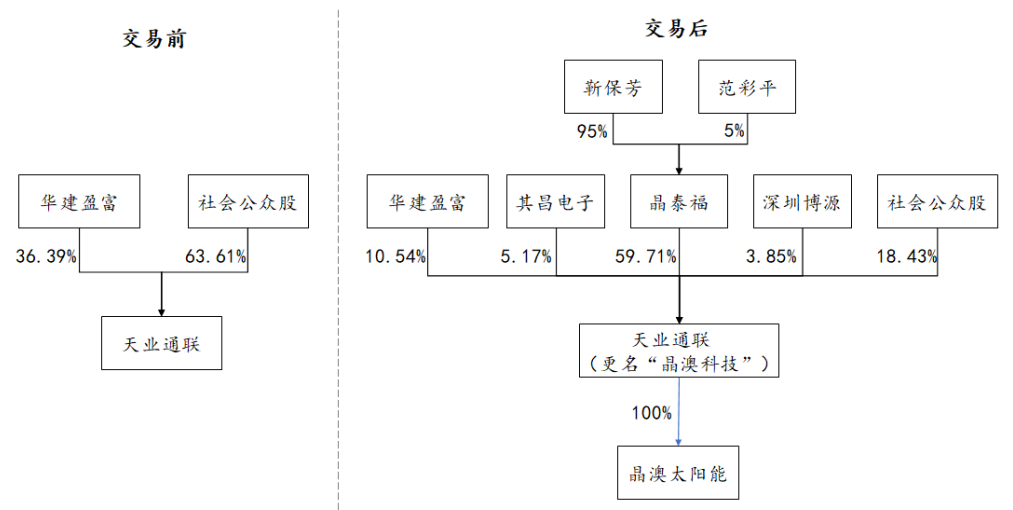 交易前
华建盈富
社会公众股
36.39%
63.61%
天业通联
交易后
靳保芳
范彩平
95%
5%
华建盈富
其昌电子
晶泰福
深圳博源
社会公众股
10.54%
5.17%
59.71%
3.85%
18.43%
天业通联
（更名“晶澳科技”）
100%
晶澳太阳能